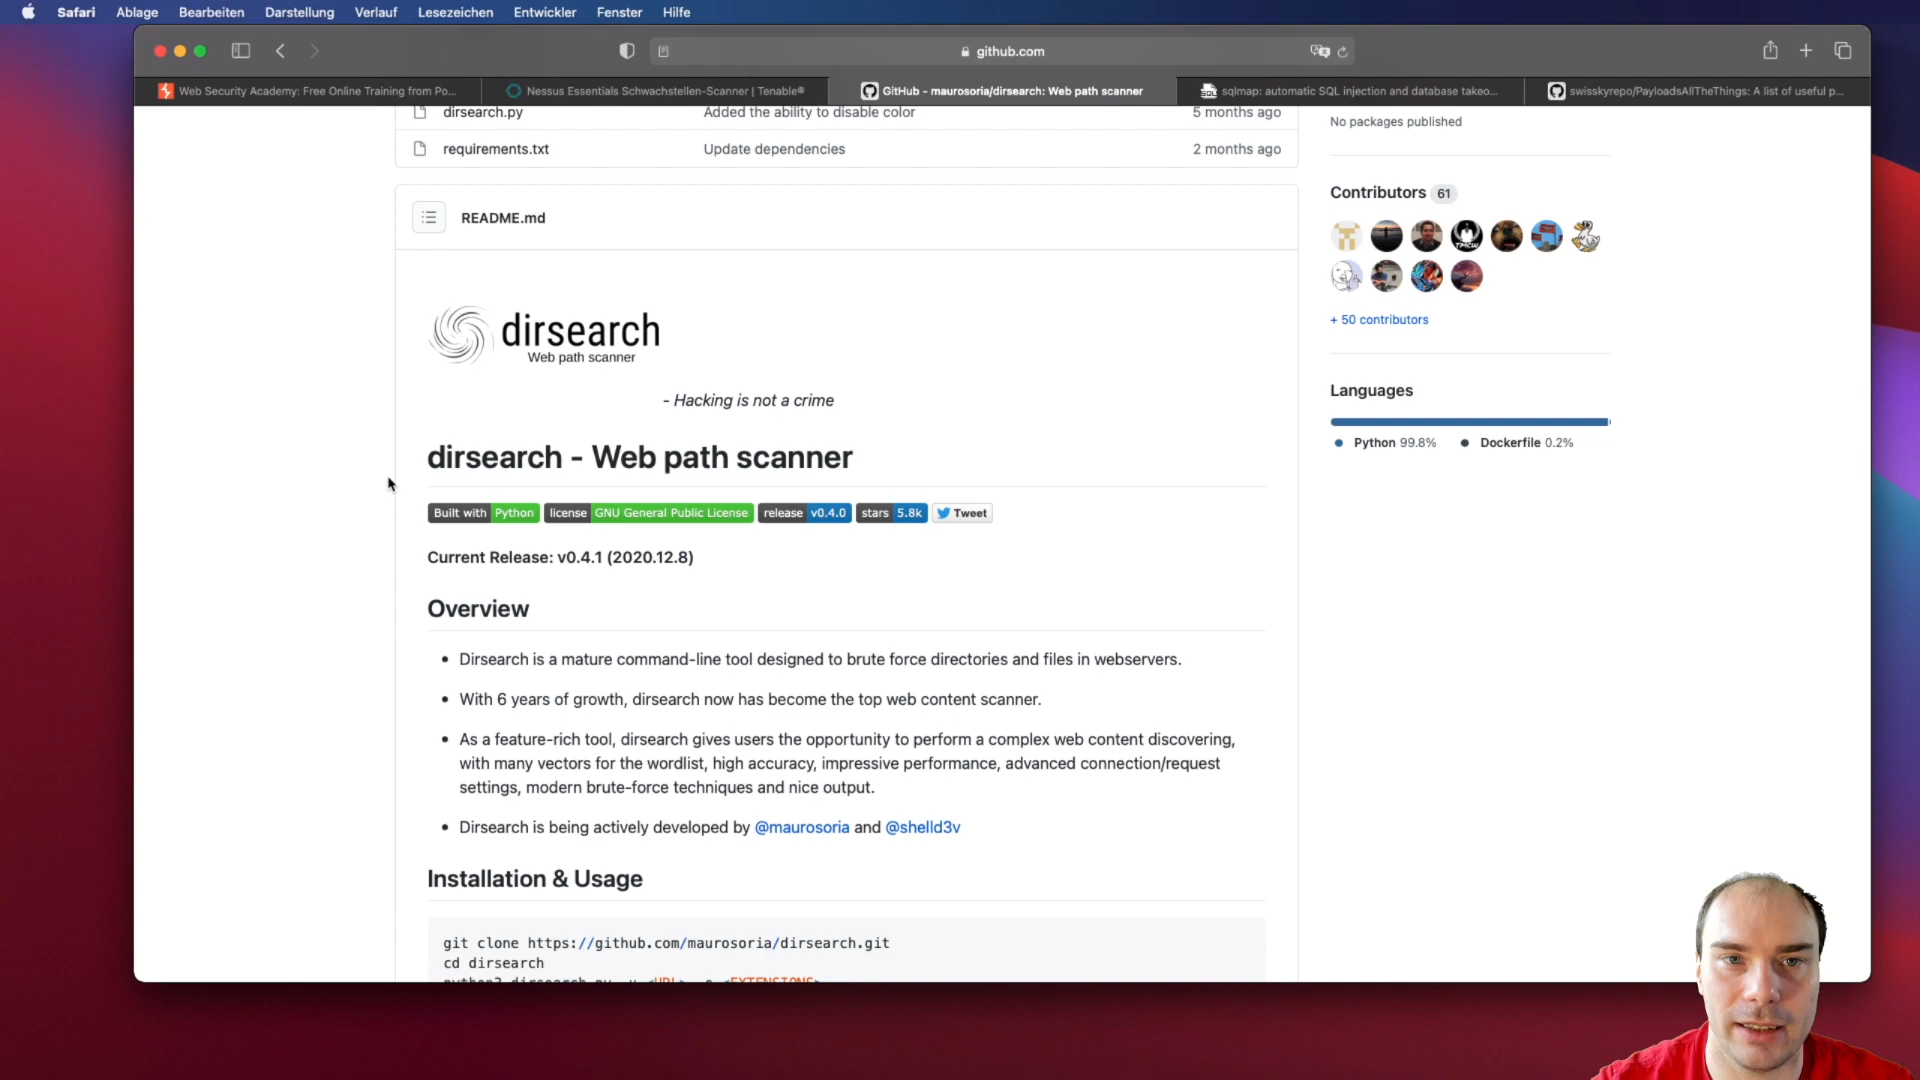 Safari Ablage Bearbeiten Darstellung Verlauf Lesezeichen Entwickler Fenster Hilfe
github.com
Web Security Academy: Free Online Training from Po...
Nessus Essentials Schwachstellen-Scanner | Tenable®
GitHub - maurosoria/dirsearch: Web path scanner
sqlmap: automatic SQL injection and database takeo...
swisskyrepo/PayloadsAllTheThings: A list of useful p...
dirsearch.py Added the ability to disable color 5 months ago
requirements.txt Update dependencies 2 months ago
README.md
dirsearch
Web path scanner
- Hacking is not a crime
dirsearch - Web path scanner
Built with Python license GNU General Public License release v0.4.0 stars 5.8k Tweet
Current Release: v0.4.1 (2020.12.8)
Overview
• Dirsearch is a mature command-line tool designed to brute force directories and files in webservers.
• With 6 years of growth, dirsearch now has become the top web content scanner.
• As a feature-rich tool, dirsearch gives users the opportunity to perform a complex web content discovering,
with many vectors for the wordlist, high accuracy, impressive performance, advanced connection/request
settings, modern brute-force techniques and nice output.
• Dirsearch is being actively developed by @maurosoria and @shelld3v
Installation & Usage
git clone https://github.com/maurosoria/dirsearch.git
cd dirsearch
python3 dirsearch.py -u <URL> -e <EXTENSIONS>
No packages published
Contributors 61
TMCW
+ 50 contributors
Languages
Python 99.8% Dockerfile 0.2%